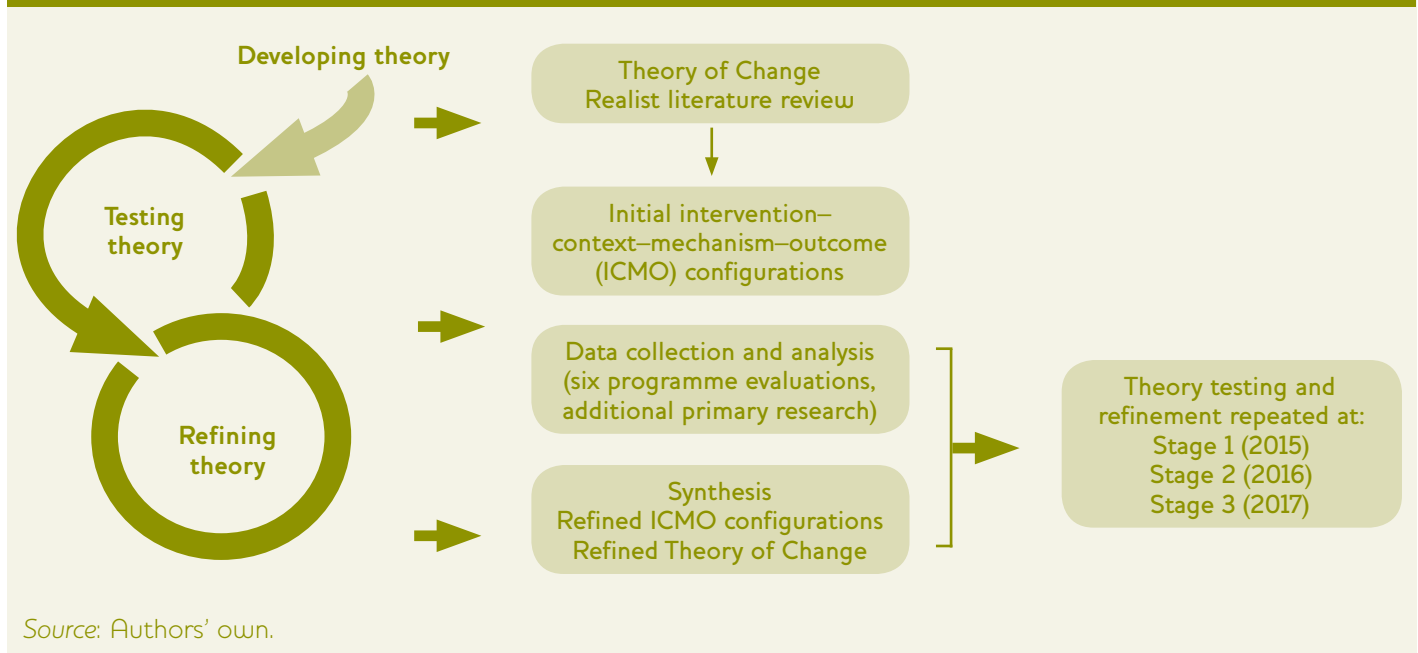 Developing theory
Testing
theory
Refining
theory
Theory of Change
Realist literature review
Initial intervention–
context–mechanism–outcome
(ICMO) configurations
Data collection and analysis
(six programme evaluations,
additional primary research)
Synthesis
Refined ICMO configurations
Refined Theory of Change
Theory testing and
refinement repeated at:
Stage 1 (2015)
Stage 2 (2016)
Stage 3 (2017)
Source: Authors’ own.